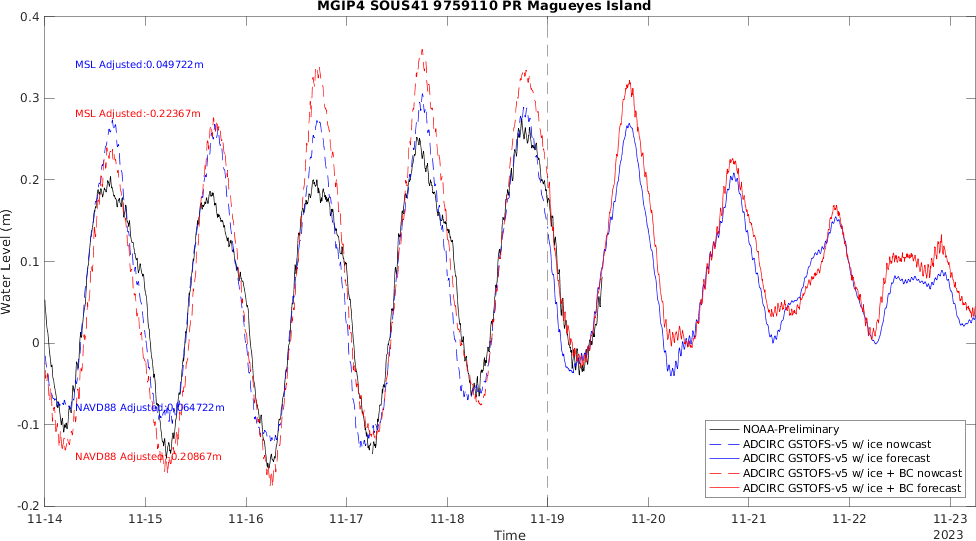 MGIP4 SOUS41 9759110 PR Magueyes Island
0.4
0.3
0.2
0.1
0
-0.1
-0.2
Water Level (m)
MSL Adjusted:0.049722m
MSL Adjusted:-0.22367m
NAVD88 Adjusted:0.064722m
NAVD88 Adjusted:-0.20867m
NOAA-Preliminary
ADCIRC GSTOFS-v5 w/ ice nowcast
ADCIRC GSTOFS-v5 w/ ice forecast
ADCIRC GSTOFS-v5 w/ ice + BC nowcast
ADCIRC GSTOFS-v5 w/ ice + BC forecast
11-14 11-15 11-16 11-17 11-18 11-19 11-20 11-21 11-22 11-23
2023
Time